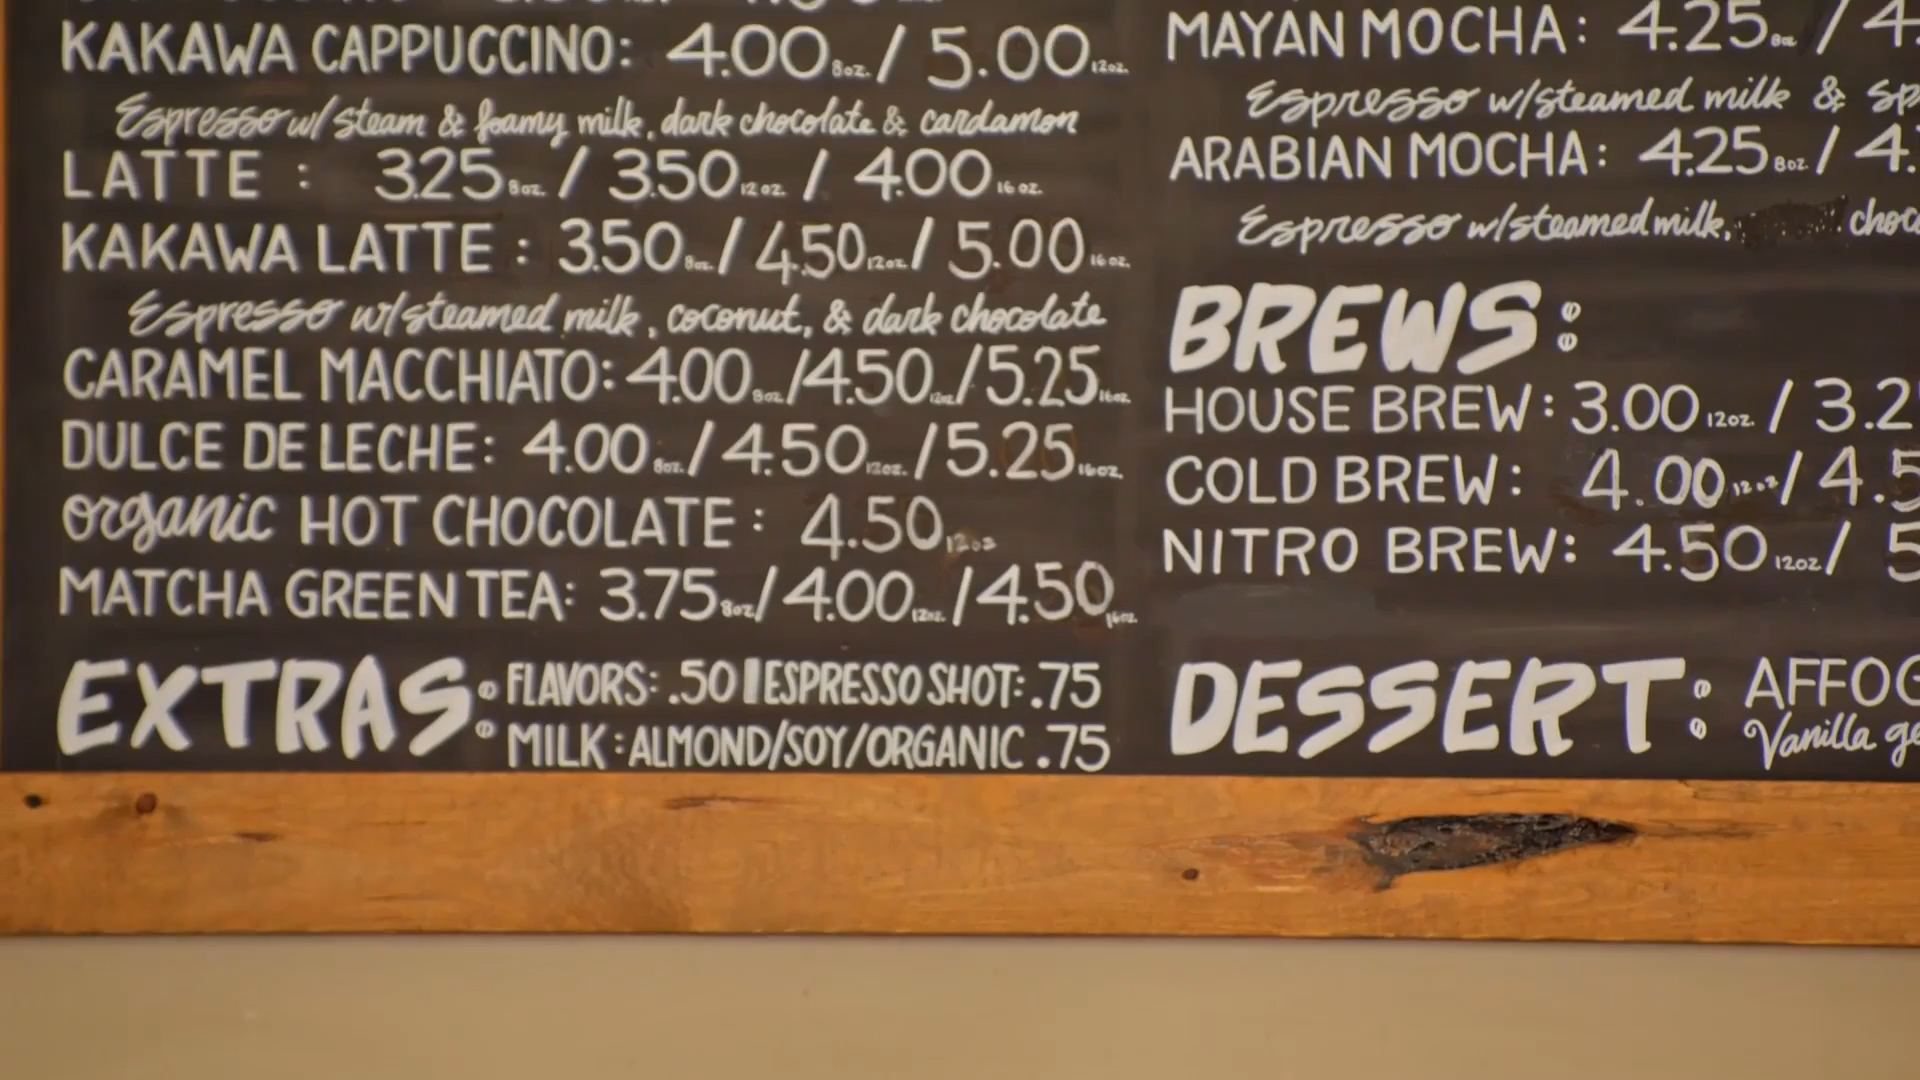 KAKAWA CAPPUCCINO: 4.00 8oz. / 5.00 12oz.
Espresso w/ steam & foamy milk, dark chocolate & cardamon
LATTE : 3.25 8oz. / 3.50 12oz. / 4.00 16oz.
KAKAWA LATTE : 3.50 8oz. / 4.50 12oz. / 5.00 16oz.
Espresso w/steamed milk, coconut, & dark chocolate
CARAMEL MACCHIATO: 4.00 8oz. / 4.50 12oz. / 5.25 16oz.
DULCE DE LECHE: 4.00 8oz. / 4.50 12oz. / 5.25 16oz.
organic HOT CHOCOLATE : 4.50 12oz
MATCHA GREEN TEA: 3.75 8oz. / 4.00 12oz. / 4.50 16oz.
EXTRAS: FLAVORS: .50 | ESPRESSO SHOT: .75
MILK : ALMOND/SOY/ORGANIC .75
MAYAN MOCHA: 4.25 8oz. / 4.
Espresso w/steamed milk & sp
ARABIAN MOCHA: 4.25 8oz. / 4.
Espresso w/steamed milk, choc
BREWS:
HOUSE BREW: 3.00 12oz. / 3.2
COLD BREW: 4.00 12oz / 4.5
NITRO BREW: 4.50 12oz / 5
DESSERT: AFFOG
Vanilla ge